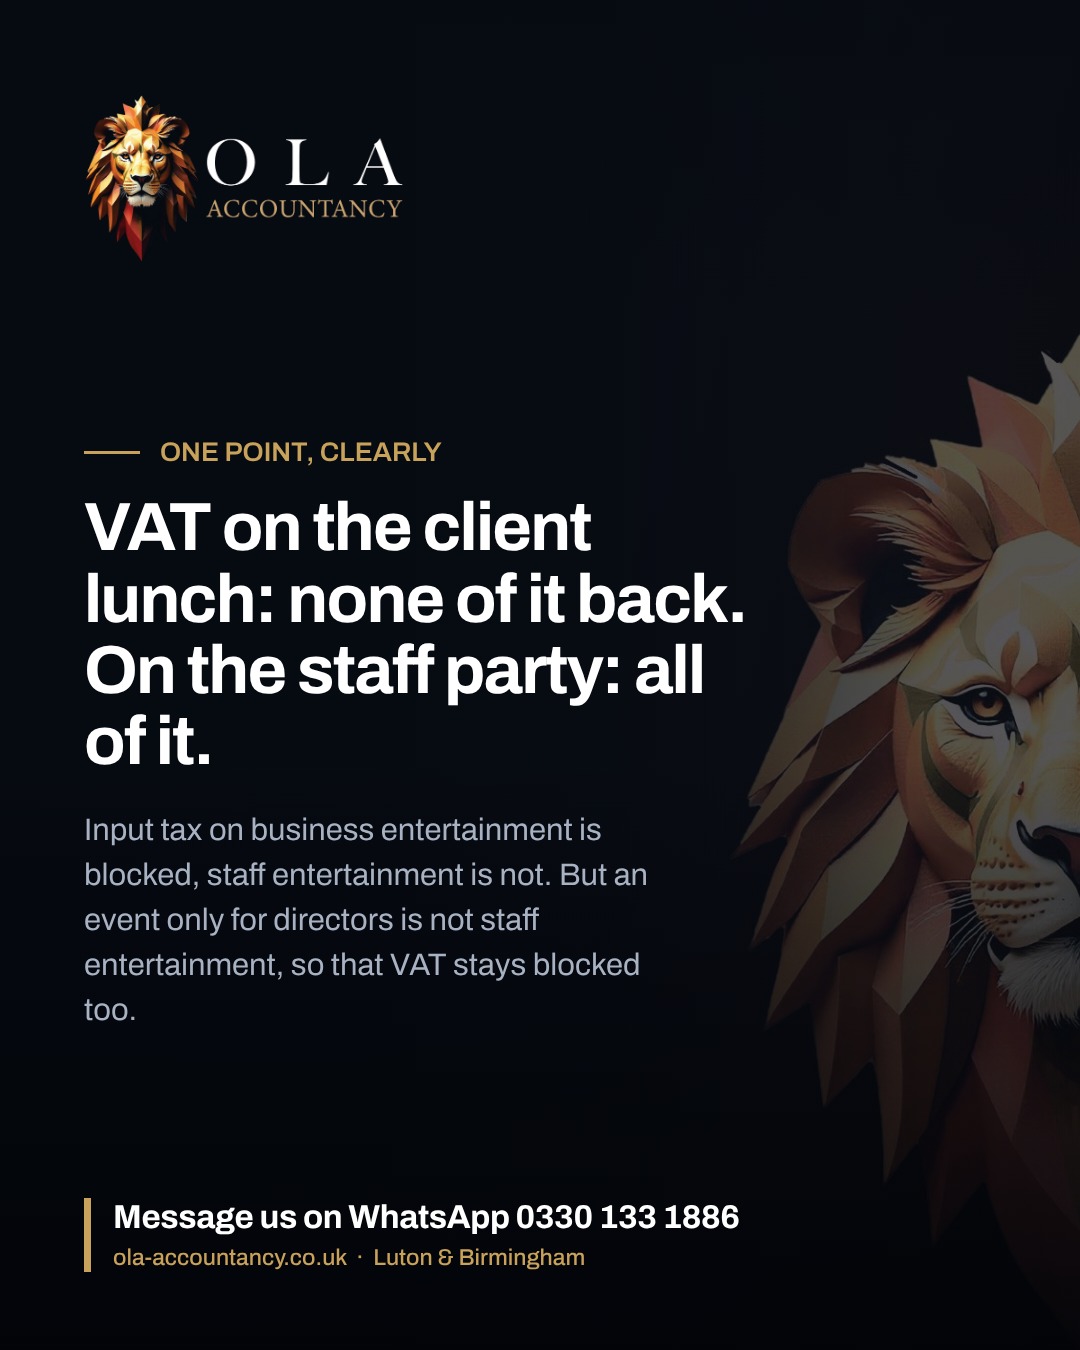 OLA
ACCOUNTANCY
ONE POINT, CLEARLY
VAT on the client
lunch: none of it back.
On the staff party: all
of it.
Input tax on business entertainment is
blocked, staff entertainment is not. But an
event only for directors is not staff
entertainment, so that VAT stays blocked
too.
Message us on WhatsApp 0330 133 1886
ola-accountancy.co.uk · Luton & Birmingham